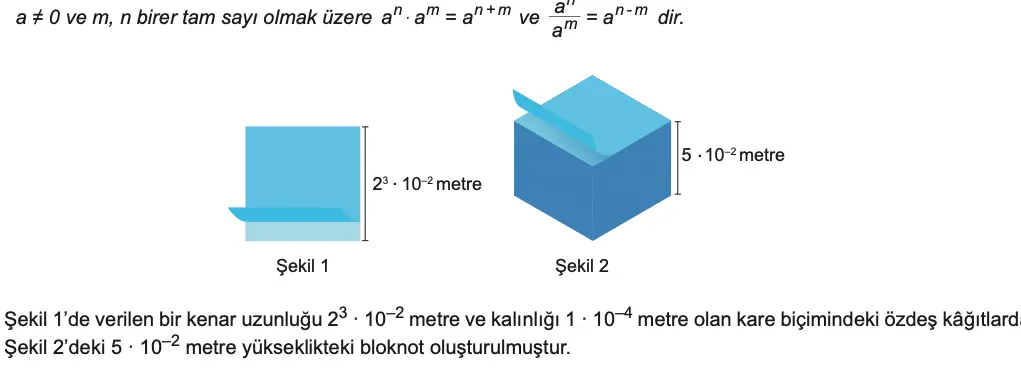 a ≠ 0 ve m, n birer tam sayı olmak üzere aⁿ · aᵐ = aⁿ⁺ᵐ ve aⁿ/aᵐ = aⁿ⁻ᵐ dir.
2³ · 10⁻² metre
5 · 10⁻² metre
Şekil 1
Şekil 2
Şekil 1’de verilen bir kenar uzunluğu 2³ · 10⁻² metre ve kalınlığı 1 · 10⁻⁴ metre olan kare biçimindeki özdeş
Şekil 2’deki 5 · 10⁻² metre yükseklikteki bloknot oluşturulmuştur.